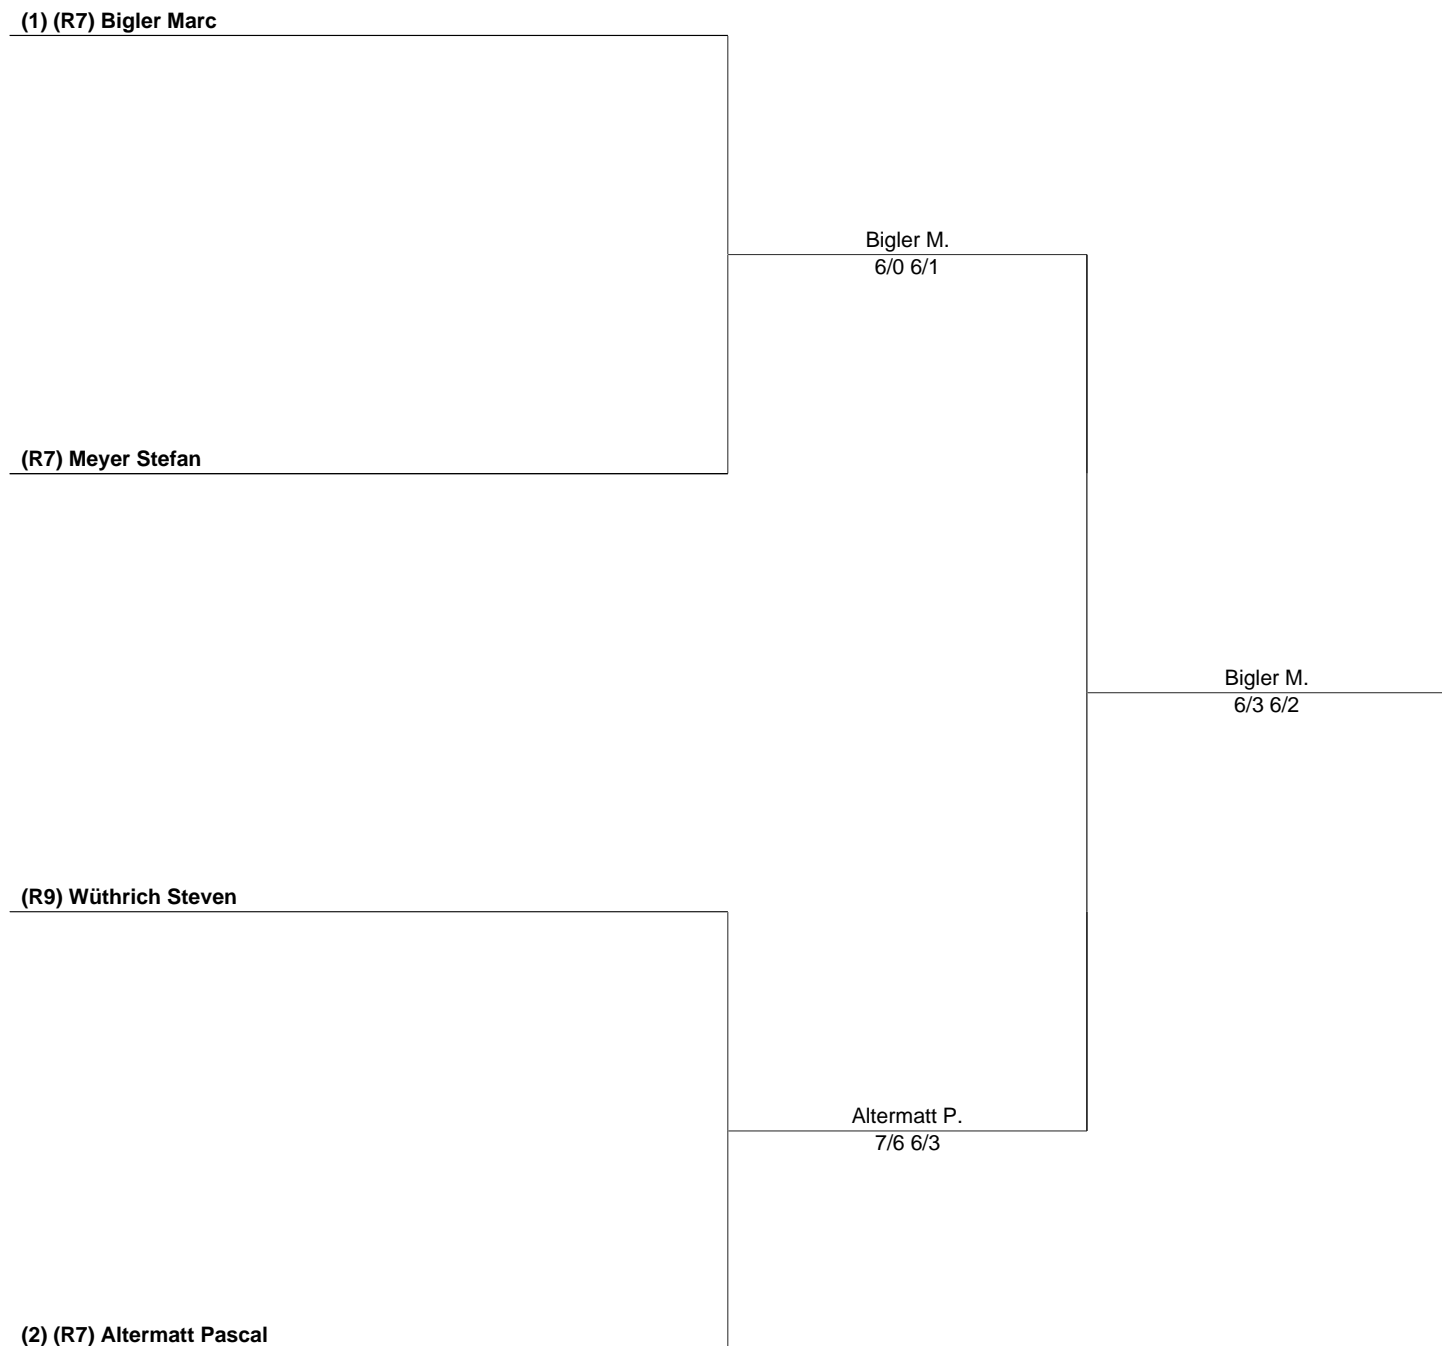 (1) (R7) Bigler Marc
Bigler M.
6/0 6/1
(R7) Meyer Stefan
Bigler M.
6/3 6/2
(R9) Wüthrich Steven
Altermatt P.
7/6 6/3
(2) (R7) Altermatt Pascal